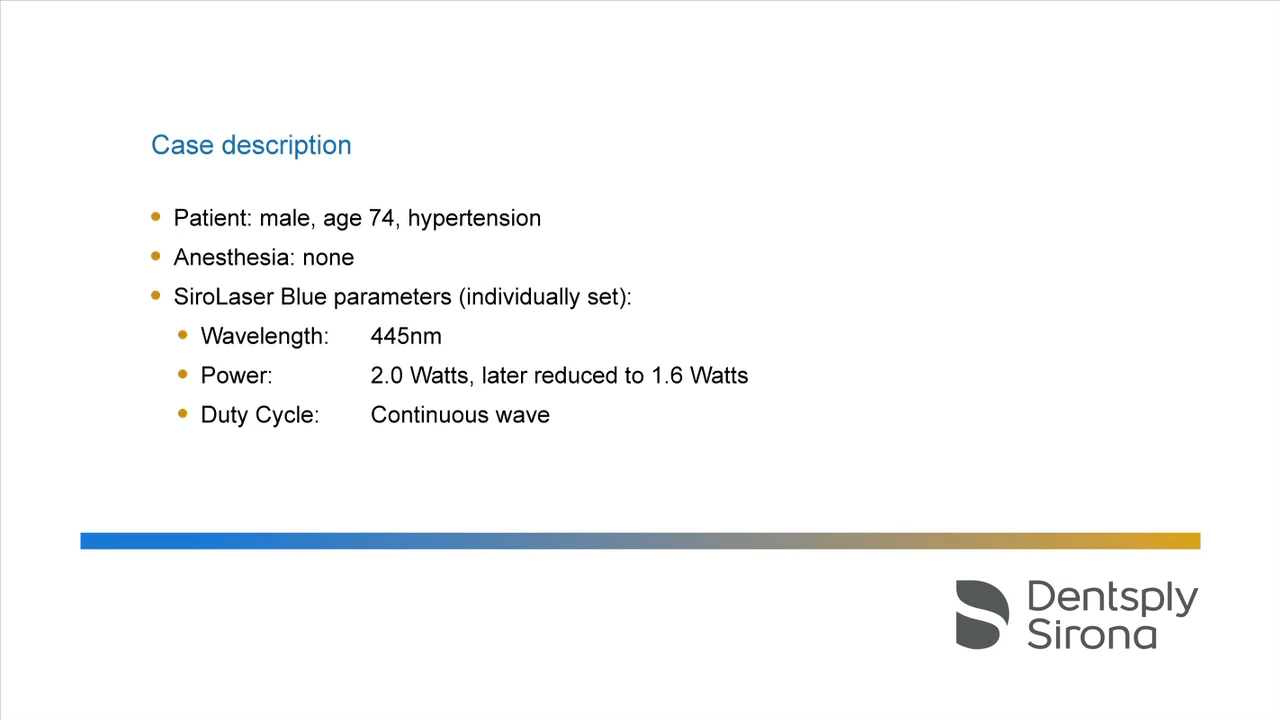 Case description
Patient: male, age 74, hypertension
Anesthesia: none
SiroLaser Blue parameters (individually set):
Wavelength: 445nm
Power: 2.0 Watts, later reduced to 1.6 Watts
Duty Cycle: Continuous wave
Dentsply
Sirona